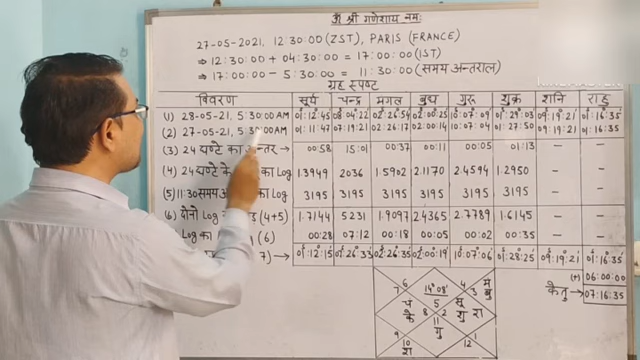 ॐ श्री गणेशाय नमः
27-05-2021, 12:30:00 (ZST), PARIS (FRANCE)
⇒ 12:30:00 + 04:30:00 = 17:00:00 (IST)
⇒ 17:00:00 - 5:30:00 = 11:30:00 (समय अन्तराल)
ग्रह स्पष्ट
विवरण सूर्य चन्द्र मंगल बुध गुरू शुक्र शनि राहु
(1) 28-05-21, 5:30:00 AM 01:12:45 08:04:22 02:26:54 02:00:25 10:07:09 01:29:03 09:19:21 01:16:35
(2) 27-05-21, 5:30:00 AM 01:11:47 07:19:21 02:26:17 02:00:14 10:07:04 01:27:50 09:19:21 01:16:35
(3) 24 घण्टे का अन्तर → 00:58 15:01 00:37 00:11 00:05 01:13 - -
(4) 24 घण्टे का Log 1.3949 2036 1.5902 2.1170 2.4594 1.2950 - -
(5) 11:30 समय का Log 3195 3195 3195 3195 3195 3195 - -
(6) दोनो Log (4+5) 1.7144 5231 1.9097 2.4365 2.7789 1.6145 - -
Log का (6) 00:28 07:12 00:18 00:05 00:02 00:35 - -
7) → 01:12:15 07:26:33 02:26:35 02:00:19 10:07:06 01:28:25 09:19:21 01:16:35
(+) 06:00:00
केतु → 07:16:35
7 6 14°08' 4 3 मं बु
5
चं के 8 2 सू शु रा
11
गु
9 10 श 12 1